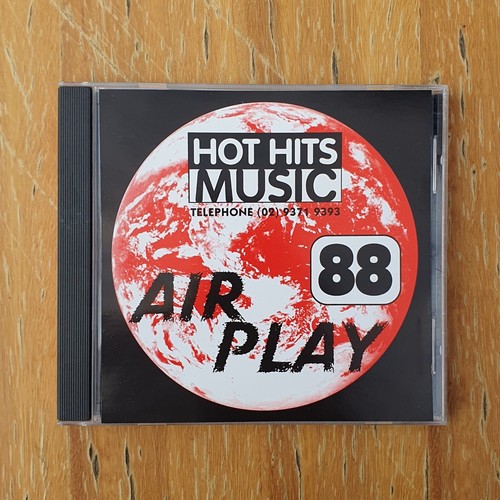 HOT HITS
MUSIC
TELEPHONE (02) 9371 9393
88
AIR
PLAY